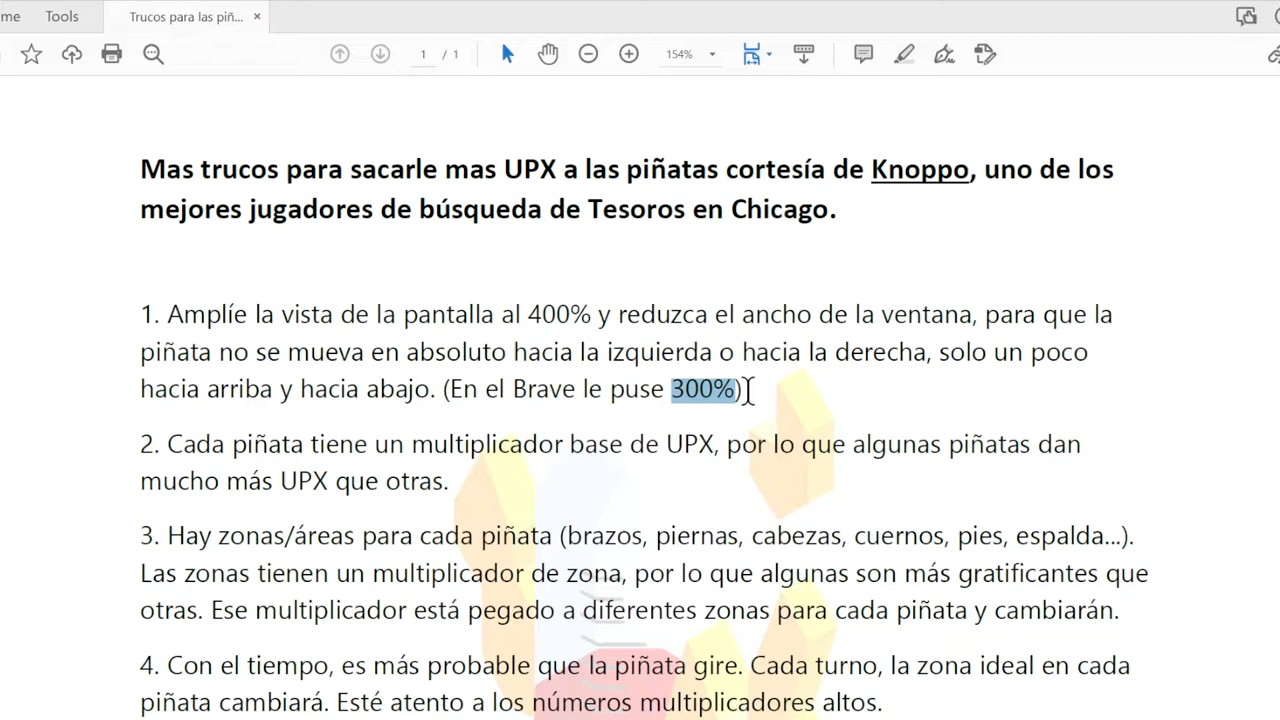 me Tools Trucos para las piñ... ×
1 / 1 154%
Mas trucos para sacarle mas UPX a las piñatas cortesía de Knoppo, uno de los
mejores jugadores de búsqueda de Tesoros en Chicago.
1. Amplíe la vista de la pantalla al 400% y reduzca el ancho de la ventana, para que la
piñata no se mueva en absoluto hacia la izquierda o hacia la derecha, solo un poco
hacia arriba y hacia abajo. (En el Brave le puse 300%)
2. Cada piñata tiene un multiplicador base de UPX, por lo que algunas piñatas dan
mucho más UPX que otras.
3. Hay zonas/áreas para cada piñata (brazos, piernas, cabezas, cuernos, pies, espalda...).
Las zonas tienen un multiplicador de zona, por lo que algunas son más gratificantes que
otras. Ese multiplicador está pegado a diferentes zonas para cada piñata y cambiarán.
4. Con el tiempo, es más probable que la piñata gire. Cada turno, la zona ideal en cada
piñata cambiará. Esté atento a los números multiplicadores altos.